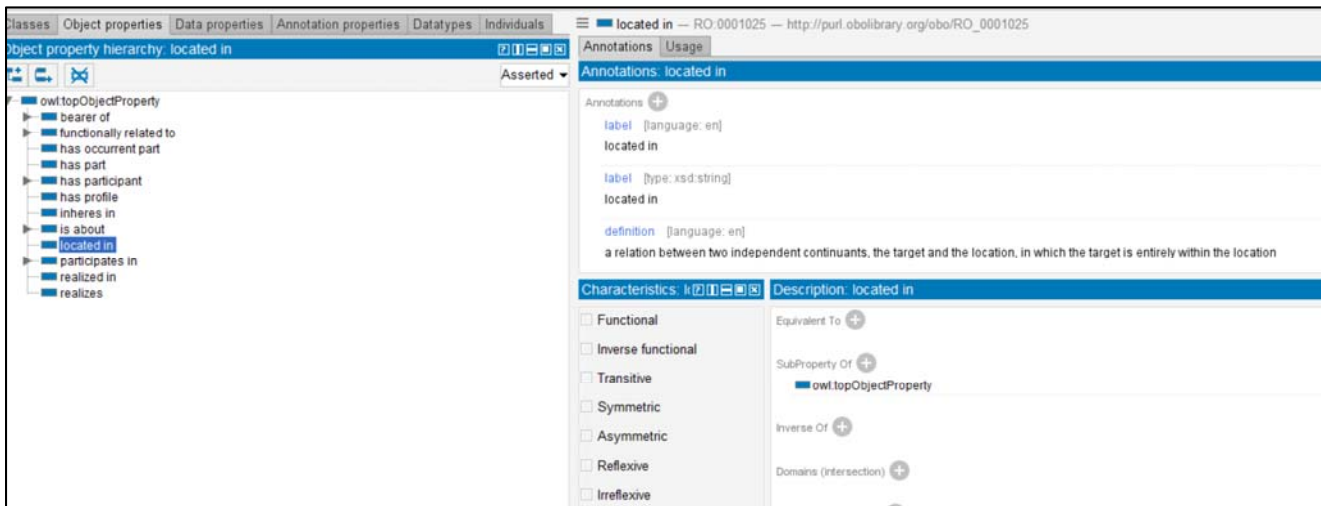 Classes Object properties Data properties Annotation properties Datatypes Individuals
Object property hierarchy: located in
Asserted
owl:topObjectProperty
bearer of
functionally related to
has occurrent part
has part
has participant
has profile
inheres in
is about
located in
participates in
realized in
realizes
located in — RO:0001025 — http://purl.obolibrary.org/obo/RO_0001025
Annotations Usage
Annotations: located in
Annotations
label [language: en]
located in
label [type: xsd:string]
located in
definition [language: en]
a relation between two independent continuants, the target and the location, in which the target is entirely within the location
Characteristics: lo
Functional
Inverse functional
Transitive
Symmetric
Asymmetric
Reflexive
Irreflexive
Description: located in
Equivalent To
SubProperty Of
owl:topObjectProperty
Inverse Of
Domains (intersection)